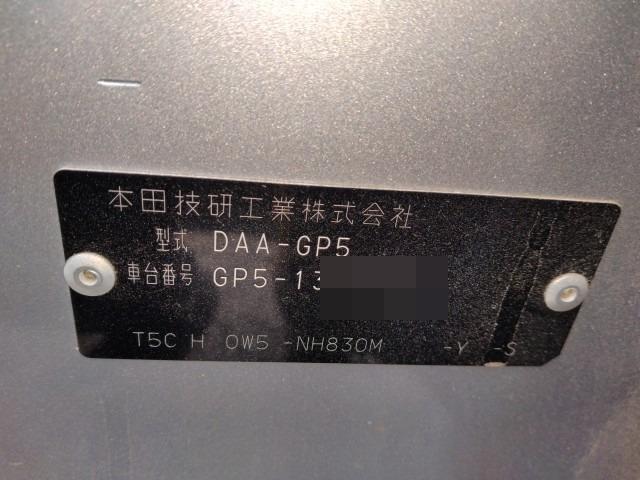 本田技研工業株式会社
型式 DAA-GP5
車台番号 GP5-13
T5C H OW5 -NH830M -Y -S